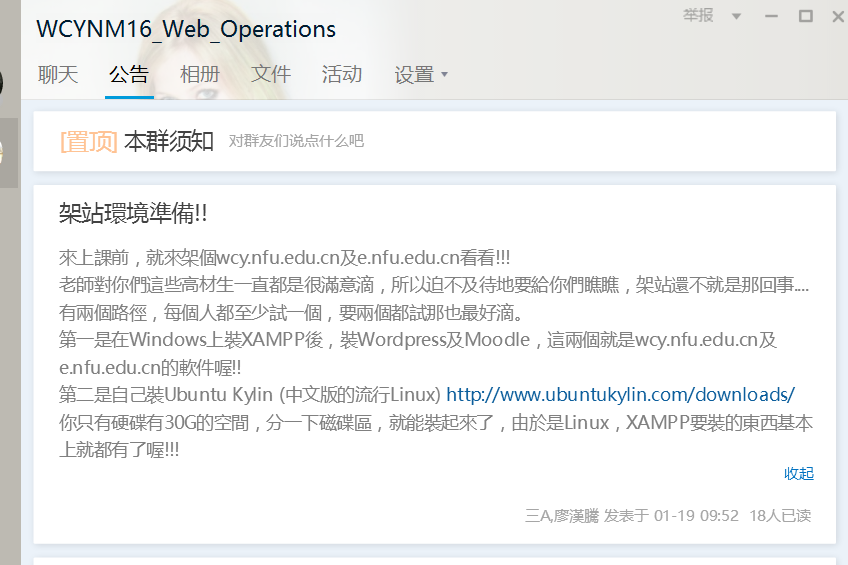 举报
WCYNM16_Web_Operations
聊天 公告 相册 文件 活动 设置
[置顶] 本群须知 对群友们说点什么吧
架站環境準備!!
來上課前，就來架個wcy.nfu.edu.cn及e.nfu.edu.cn看看!!!
老師對你們這些高材生一直都是很滿意滴，所以迫不及待地要給你們瞧瞧，架站還不就是那回事....
有兩個路徑，每個人都至少試一個，要兩個都試那也最好滴。
第一是在Windows上裝XAMPP後，裝Wordpress及Moodle，這兩個就是wcy.nfu.edu.cn及
e.nfu.edu.cn的軟件喔!!
第二是自己裝Ubuntu Kylin (中文版的流行Linux) http://www.ubuntukylin.com/downloads/
你只有硬碟有30G的空間，分一下磁碟區，就能裝起來了，由於是Linux，XAMPP要裝的東西基本
上就都有了喔!!!
收起
三A,廖漢騰 发表于 01-19 09:52 18人已读